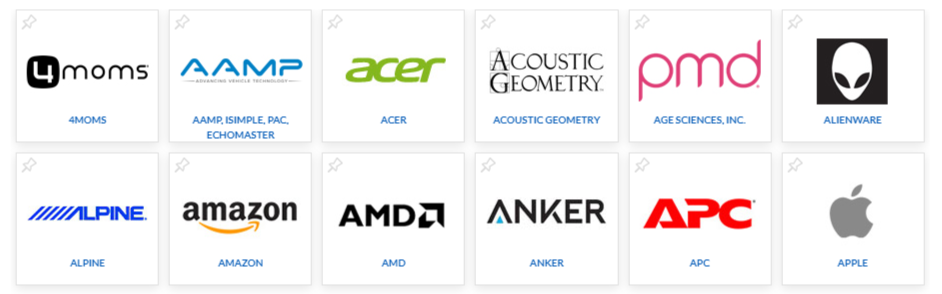 4moms
AAMP
ADVANCING VEHICLE TECHNOLOGY
acer
ACOUSTIC
GEOMETRY
pmd
4MOMS
AAMP, ISIMPLE, PAC,
ECHOMASTER
ACER
ACOUSTIC GEOMETRY
AGE SCIENCES, INC.
ALIENWARE
ALPINE
amazon
AMD
ANKER
APC
ALPINE
AMAZON
AMD
ANKER
APC
APPLE